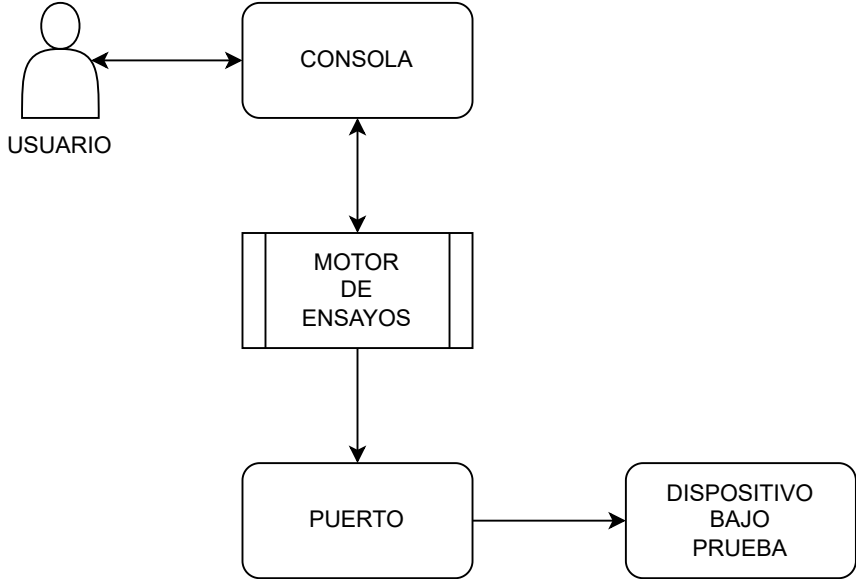 CONSOLA
USUARIO
MOTOR
DE
ENSAYOS
PUERTO
DISPOSITIVO
BAJO
PRUEBA